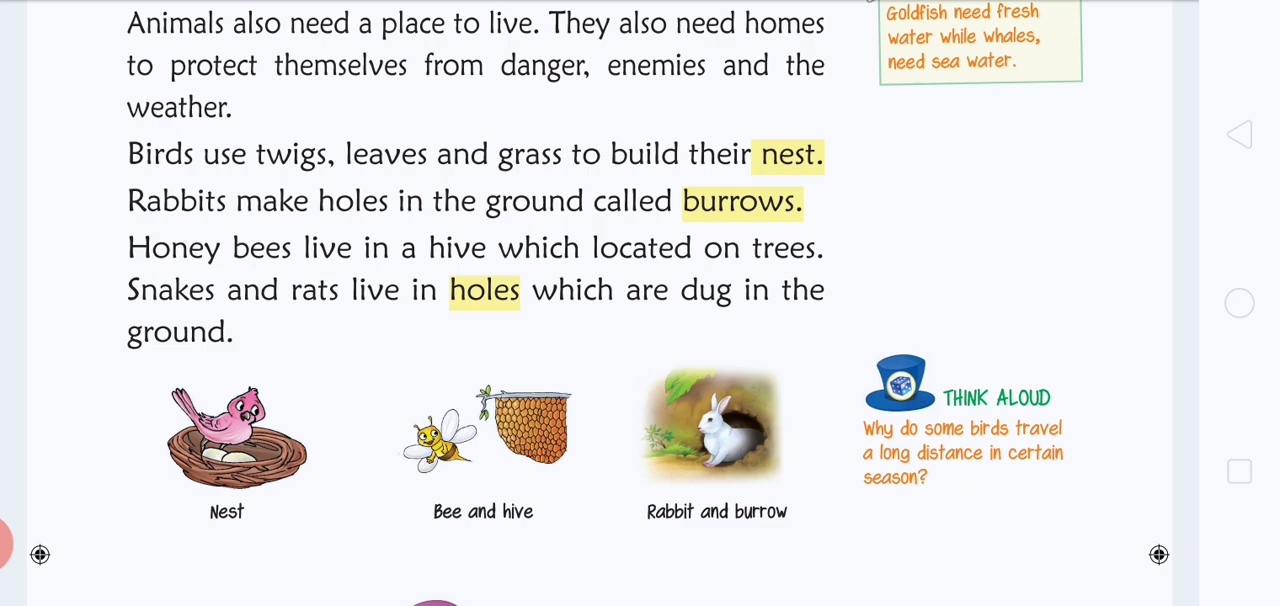 Animals also need a place to live. They also need homes
to protect themselves from danger, enemies and the
weather.
Birds use twigs, leaves and grass to build their nest.
Rabbits make holes in the ground called burrows.
Honey bees live in a hive which located on trees.
Snakes and rats live in holes which are dug in the
ground.
Goldfish need fresh
water while whales,
need sea water.
Nest
Bee and hive
Rabbit and burrow
THINK ALOUD
Why do some birds travel
a long distance in certain
season?